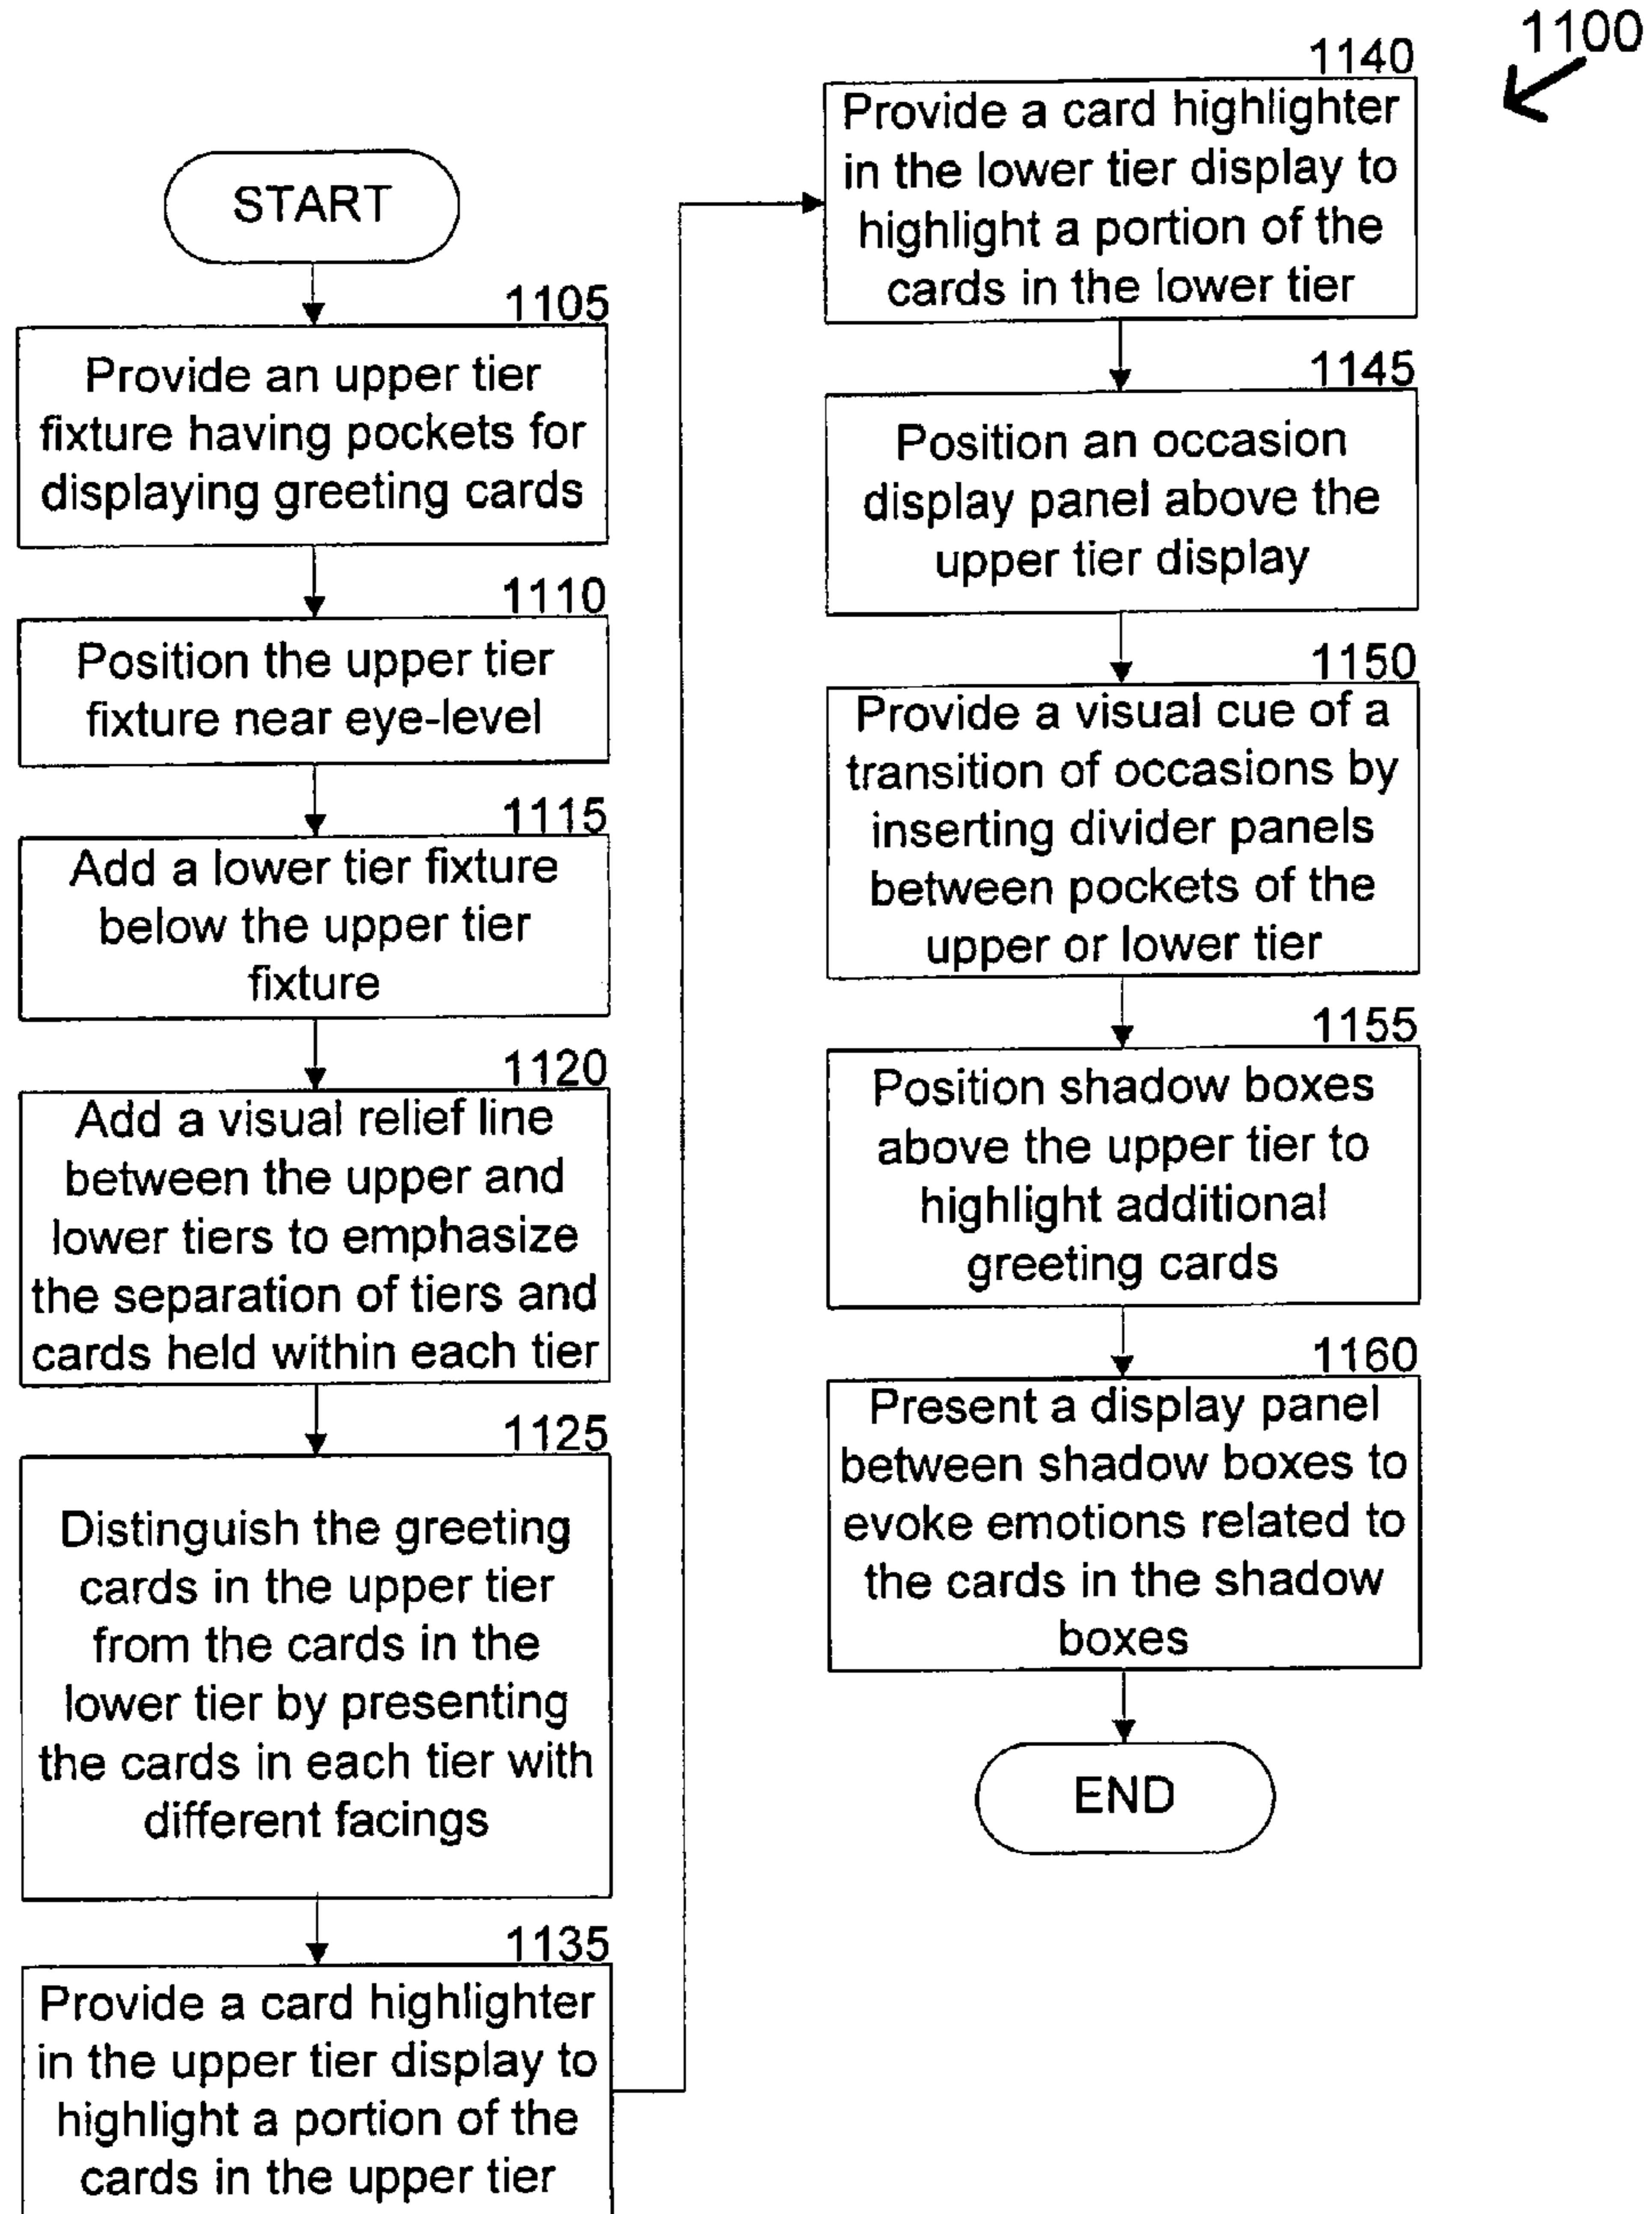 1100
START
1105
Provide an upper tier
fixture having pockets for
displaying greeting cards
1110
Position the upper tier
fixture near eye-level
1115
Add a lower tier fixture
below the upper tier
fixture
1120
Add a visual relief line
between the upper and
lower tiers to emphasize
the separation of tiers and
cards held within each tier
1125
Distinguish the greeting
cards in the upper tier
from the cards in the
lower tier by presenting
the cards in each tier with
different facings
1135
Provide a card highlighter
in the upper tier display to
highlight a portion of the
cards in the upper tier
1140
Provide a card highlighter
in the lower tier display to
highlight a portion of the
cards in the lower tier
1145
Position an occasion
display panel above the
upper tier display
1150
Provide a visual cue of a
transition of occasions by
inserting divider panels
between pockets of the
upper or lower tier
1155
Position shadow boxes
above the upper tier to
highlight additional
greeting cards
1160
Present a display panel
between shadow boxes to
evoke emotions related to
the cards in the shadow
boxes
END